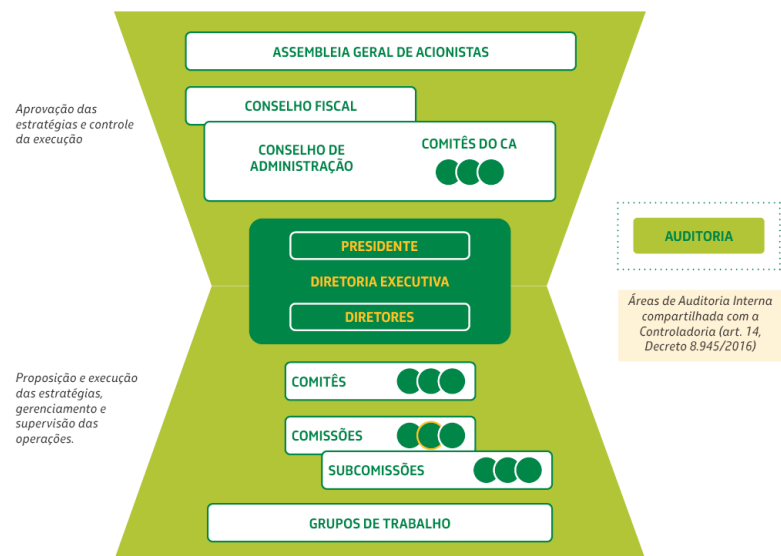 ASSEMBLEIA GERAL DE ACIONISTAS
Aprovação das
estratégias e controle
da execução
CONSELHO FISCAL
CONSELHO DE
ADMINISTRAÇÃO
COMITÊS DO CA
PRESIDENTE
DIRETORIA EXECUTIVA
DIRETORES
AUDITORIA
Áreas de Auditoria Interna
compartilhada com a
Controladoria (art. 14,
Decreto 8.945/2016)
Proposição e execução
das estratégias,
gerenciamento e
supervisão das
operações.
COMITÊS
COMISSÕES
SUBCOMISSÕES
GRUPOS DE TRABALHO